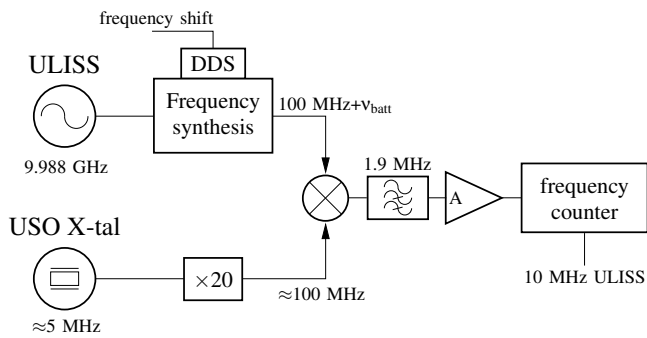 frequency shift
DDS
ULISS
Frequency
synthesis
100 MHz+νbatt
9.988 GHz
1.9 MHz
A
frequency
counter
USO X-tal
×20
≈100 MHz
10 MHz ULISS
≈5 MHz